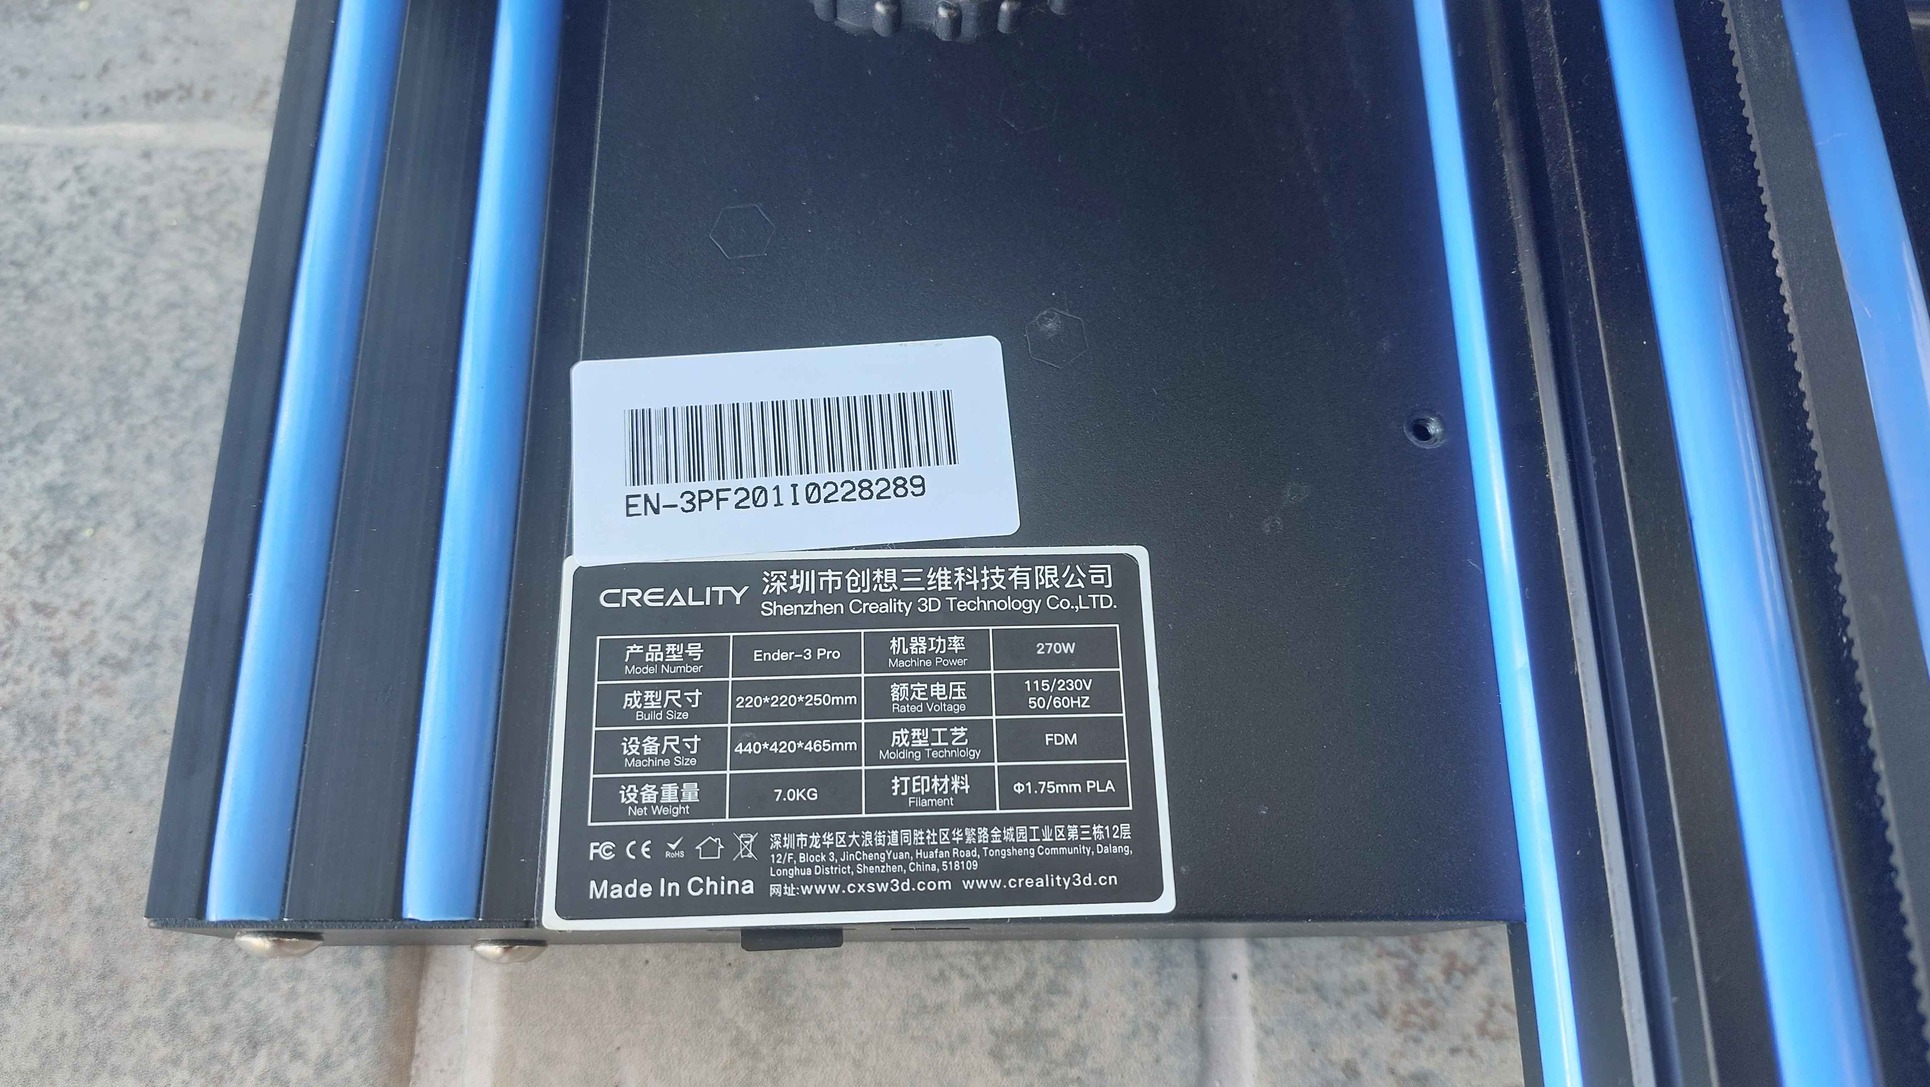 EN-3PF201I0228289
CREALITY 深圳市创想三维科技有限公司
Shenzhen Creality 3D Technology Co.,LTD.
产品型号 Ender-3 Pro 机器功率 270W
Model Number Machine Power
成型尺寸 220*220*250mm 额定电压 115/230V
Build Size Rated Voltage 50/60HZ
设备尺寸 440*420*465mm 成型工艺 FDM
Machine Size Molding Technlolgy
设备重量 7.0KG 打印材料 Φ1.75mm PLA
Net Weight Filament
FC CE RoHS 深圳市龙华区大浪街道同胜社区华繁路金城园工业区第三栋12层
12/F, Block 3, JinChengYuan, Huafan Road, Tongsheng Community, Dalang,
Longhua District, Shenzhen, China, 518109
Made In China 网址:www.cxsw3d.com www.creality3d.cn